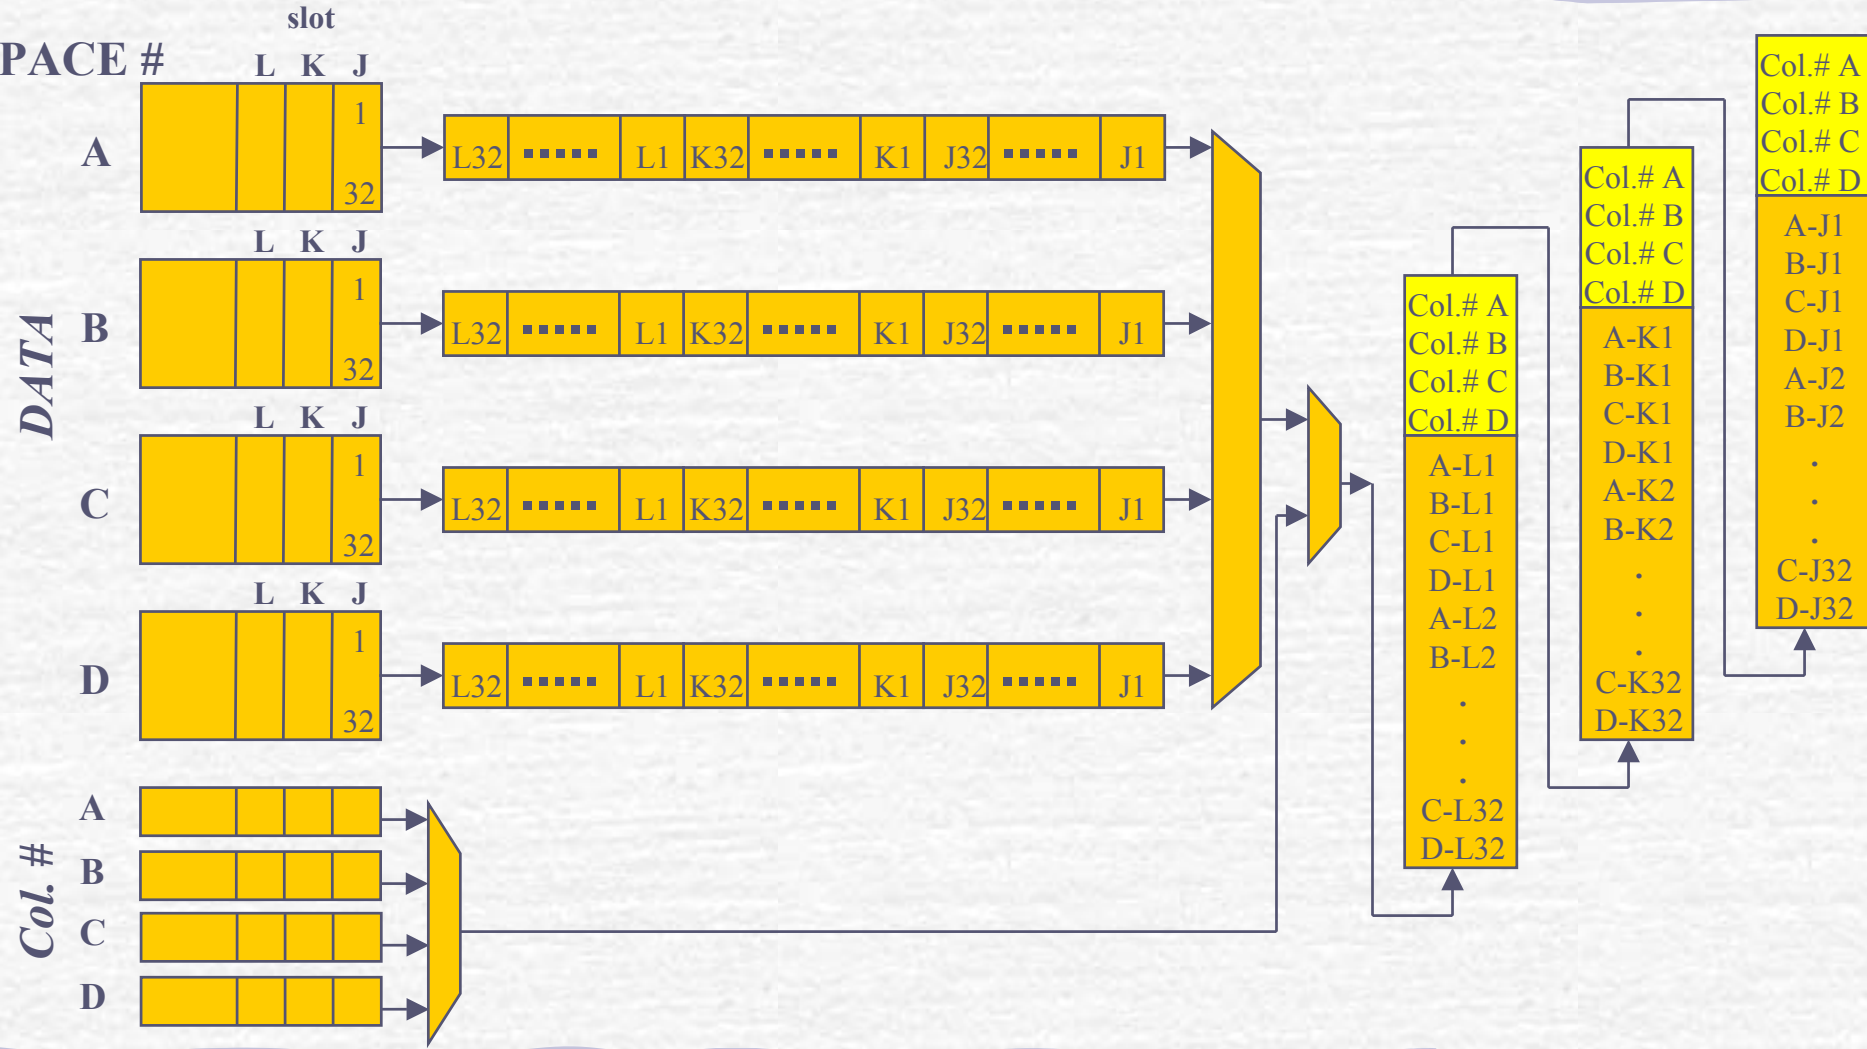 slot
PACE #
L K J
1
32
A
L32 ..... L1 K32 ..... K1 J32 ..... J1
L K J
1
32
B
L32 ..... L1 K32 ..... K1 J32 ..... J1
L K J
1
32
C
L32 ..... L1 K32 ..... K1 J32 ..... J1
L K J
1
32
D
L32 ..... L1 K32 ..... K1 J32 ..... J1
DATA
A
B
C
D
Col. #
Col.# A
Col.# B
Col.# C
Col.# D
A-L1
B-L1
C-L1
D-L1
A-L2
B-L2
.
.
.
C-L32
D-L32
Col.# A
Col.# B
Col.# C
Col.# D
A-K1
B-K1
C-K1
D-K1
A-K2
B-K2
.
.
.
C-K32
D-K32
Col.# A
Col.# B
Col.# C
Col.# D
A-J1
B-J1
C-J1
D-J1
A-J2
B-J2
.
.
.
C-J32
D-J32